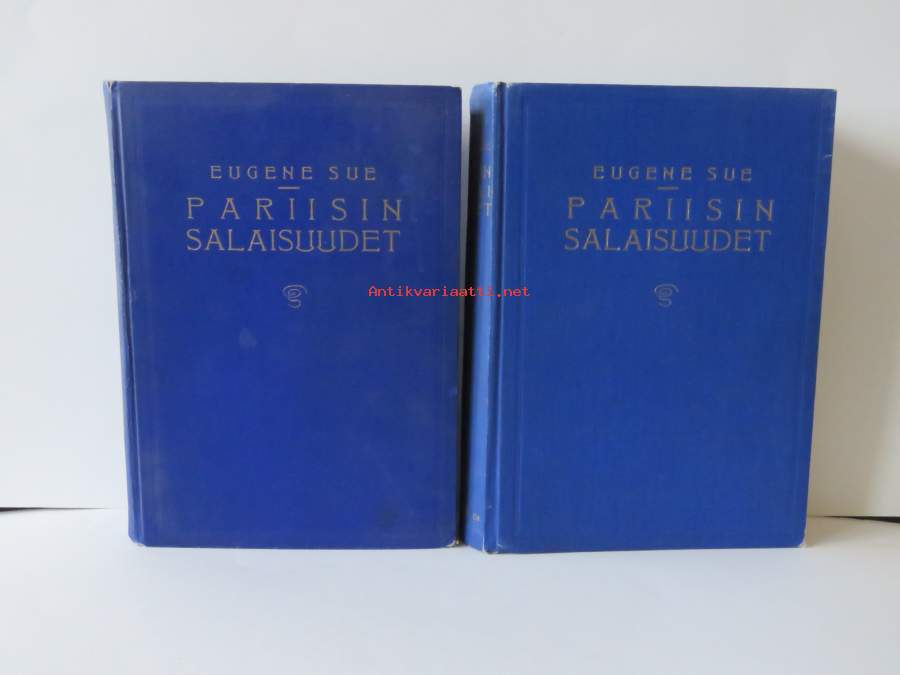 EUGENE SUE
PARIISIN
SALAISUUDET
EUGENE SUE
PARIISIN
SALAISUUDET
Antikvariaatti.net